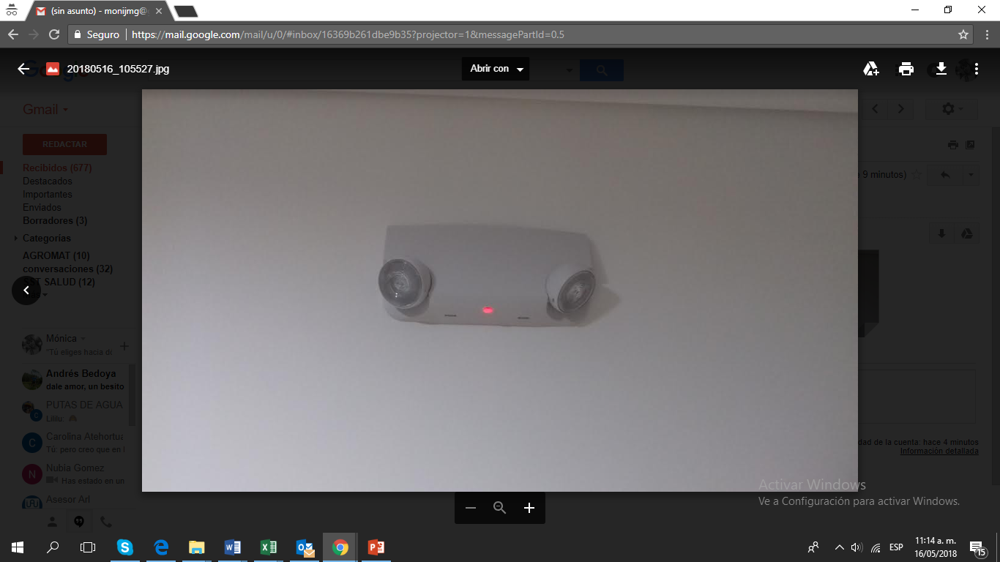 (sin asunto) - monijmg@
Seguro
https://mail.google.com/mail/u/0/#inbox/16369b261dbe9b35?projector=1&messagePartId=0.5
20180516_105527.jpg
Abrir con
Gmail
REDACTAR
Recibidos (677)
Destacados
Importantes
Enviados
Borradores (3)
Categorías
AGROMAT (10)
conversaciones (32)
SST SALUD (12)
9 minutos)
Mónica
"Tú eliges hacia
Andrés Bedoya
dale amor, un besito
PUTAS DE AGUA
Lililu:
C
Carolina Atehortua
Tú: pero creo que en
N
Nubia Gomez
Has estado en un
Asesor Arl
dad de la cuenta: hace 4 minutos
Información detallada
Activar Windows
Ve a Configuración para activar Windows.
ESP
11:14 a. m.
16/05/2018
15